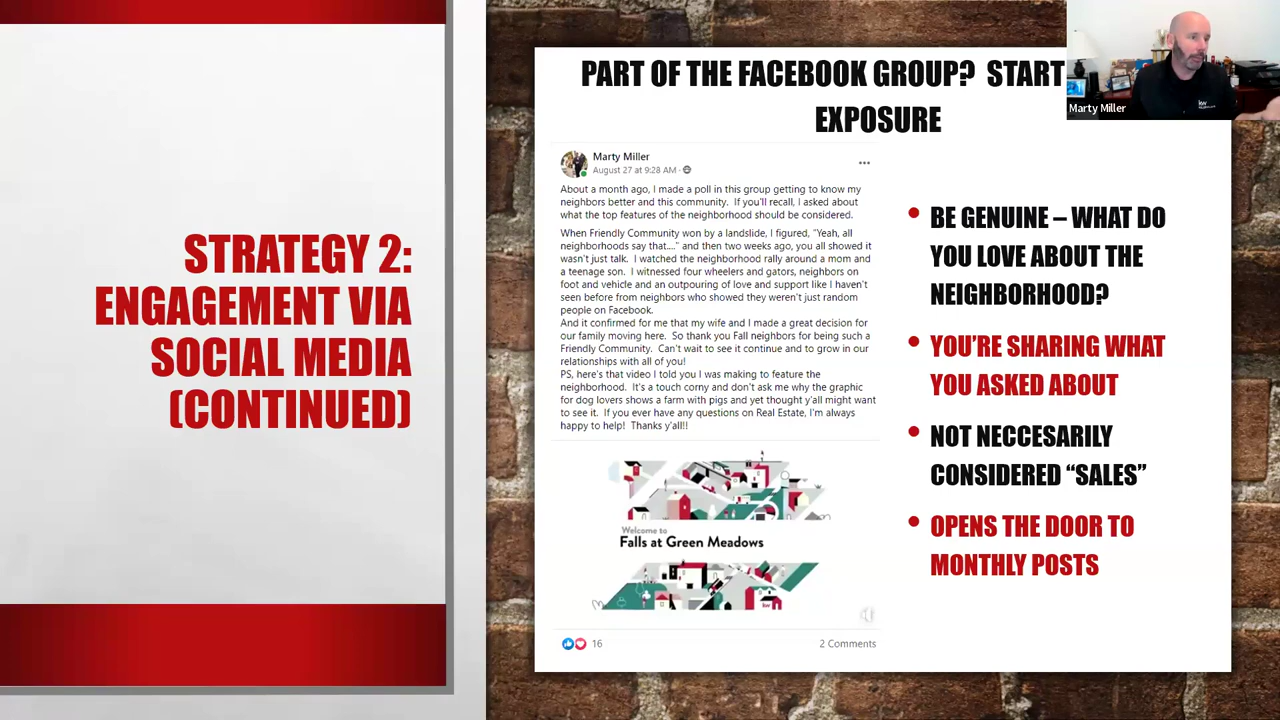 STRATEGY 2:
ENGAGEMENT VIA
SOCIAL MEDIA
(CONTINUED)
PART OF THE FACEBOOK GROUP? START
EXPOSURE
Marty Miller
Marty Miller
August 27 at 9:28 AM ·
About a month ago, I made a poll in this group getting to know my
neighbors better and this community. If you'll recall, I asked about
what the top features of the neighborhood should be considered.
When Friendly Community won by a landslide, I figured, "Yeah, all
neighborhoods say that...." and then two weeks ago, you all showed it
wasn't just talk. I watched the neighborhood rally around a mom and
a teenage son. I witnessed four wheelers and gators, neighbors on
foot and vehicle and an outpouring of love and support like I haven't
seen before from neighbors who showed they weren't just random
people on Facebook.
And it confirmed for me that my wife and I made a great decision for
our family moving here. So thank you Fall neighbors for being such a
Friendly Community. Can't wait to see it continue and to grow in our
relationships with all of you!
PS, here's that video I told you I was making to feature the
neighborhood. It's a touch corny and don't ask me why the graphic
for dog lovers shows a farm with pigs and yet thought y'all might want
to see it. If you ever have any questions on Real Estate, I'm always
happy to help! Thanks y'all!!
Welcome to
Falls at Green Meadows
kw
16
2 Comments
• BE GENUINE – WHAT DO
YOU LOVE ABOUT THE
NEIGHBORHOOD?
• YOU'RE SHARING WHAT
YOU ASKED ABOUT
• NOT NECCESARILY
CONSIDERED “SALES”
• OPENS THE DOOR TO
MONTHLY POSTS